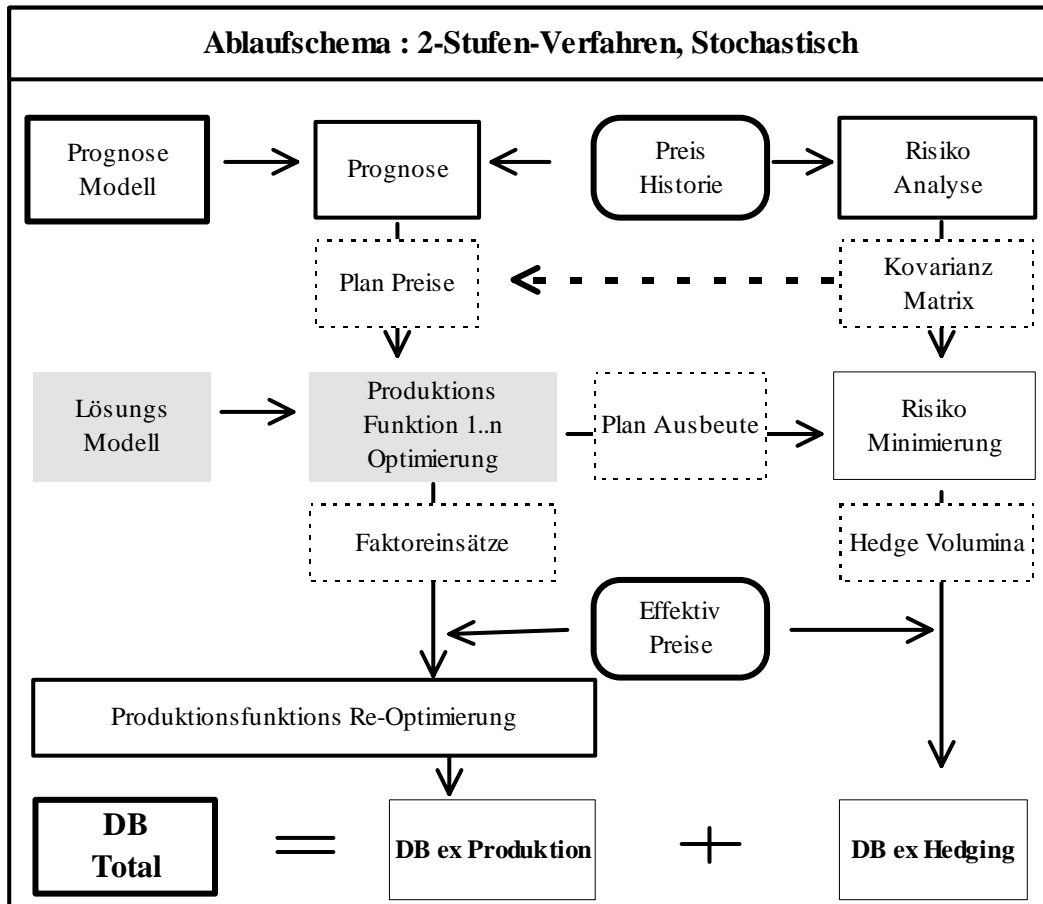 Ablaufschema : 2-Stufen-Verfahren, Stochastisch
Prognose
Modell
Prognose
Preis
Historie
Risiko
Analyse
Plan Preise
Kovarianz
Matrix
Lösungs
Modell
Produktions
Funktion 1..n
Optimierung
Plan Ausbeute
Risiko
Minimierung
Faktoreinsätze
Hedge Volumina
Effektiv
Preise
Produktionsfunktions Re-Optimierung
DB
Total
=
DB ex Produktion
+
DB ex Hedging